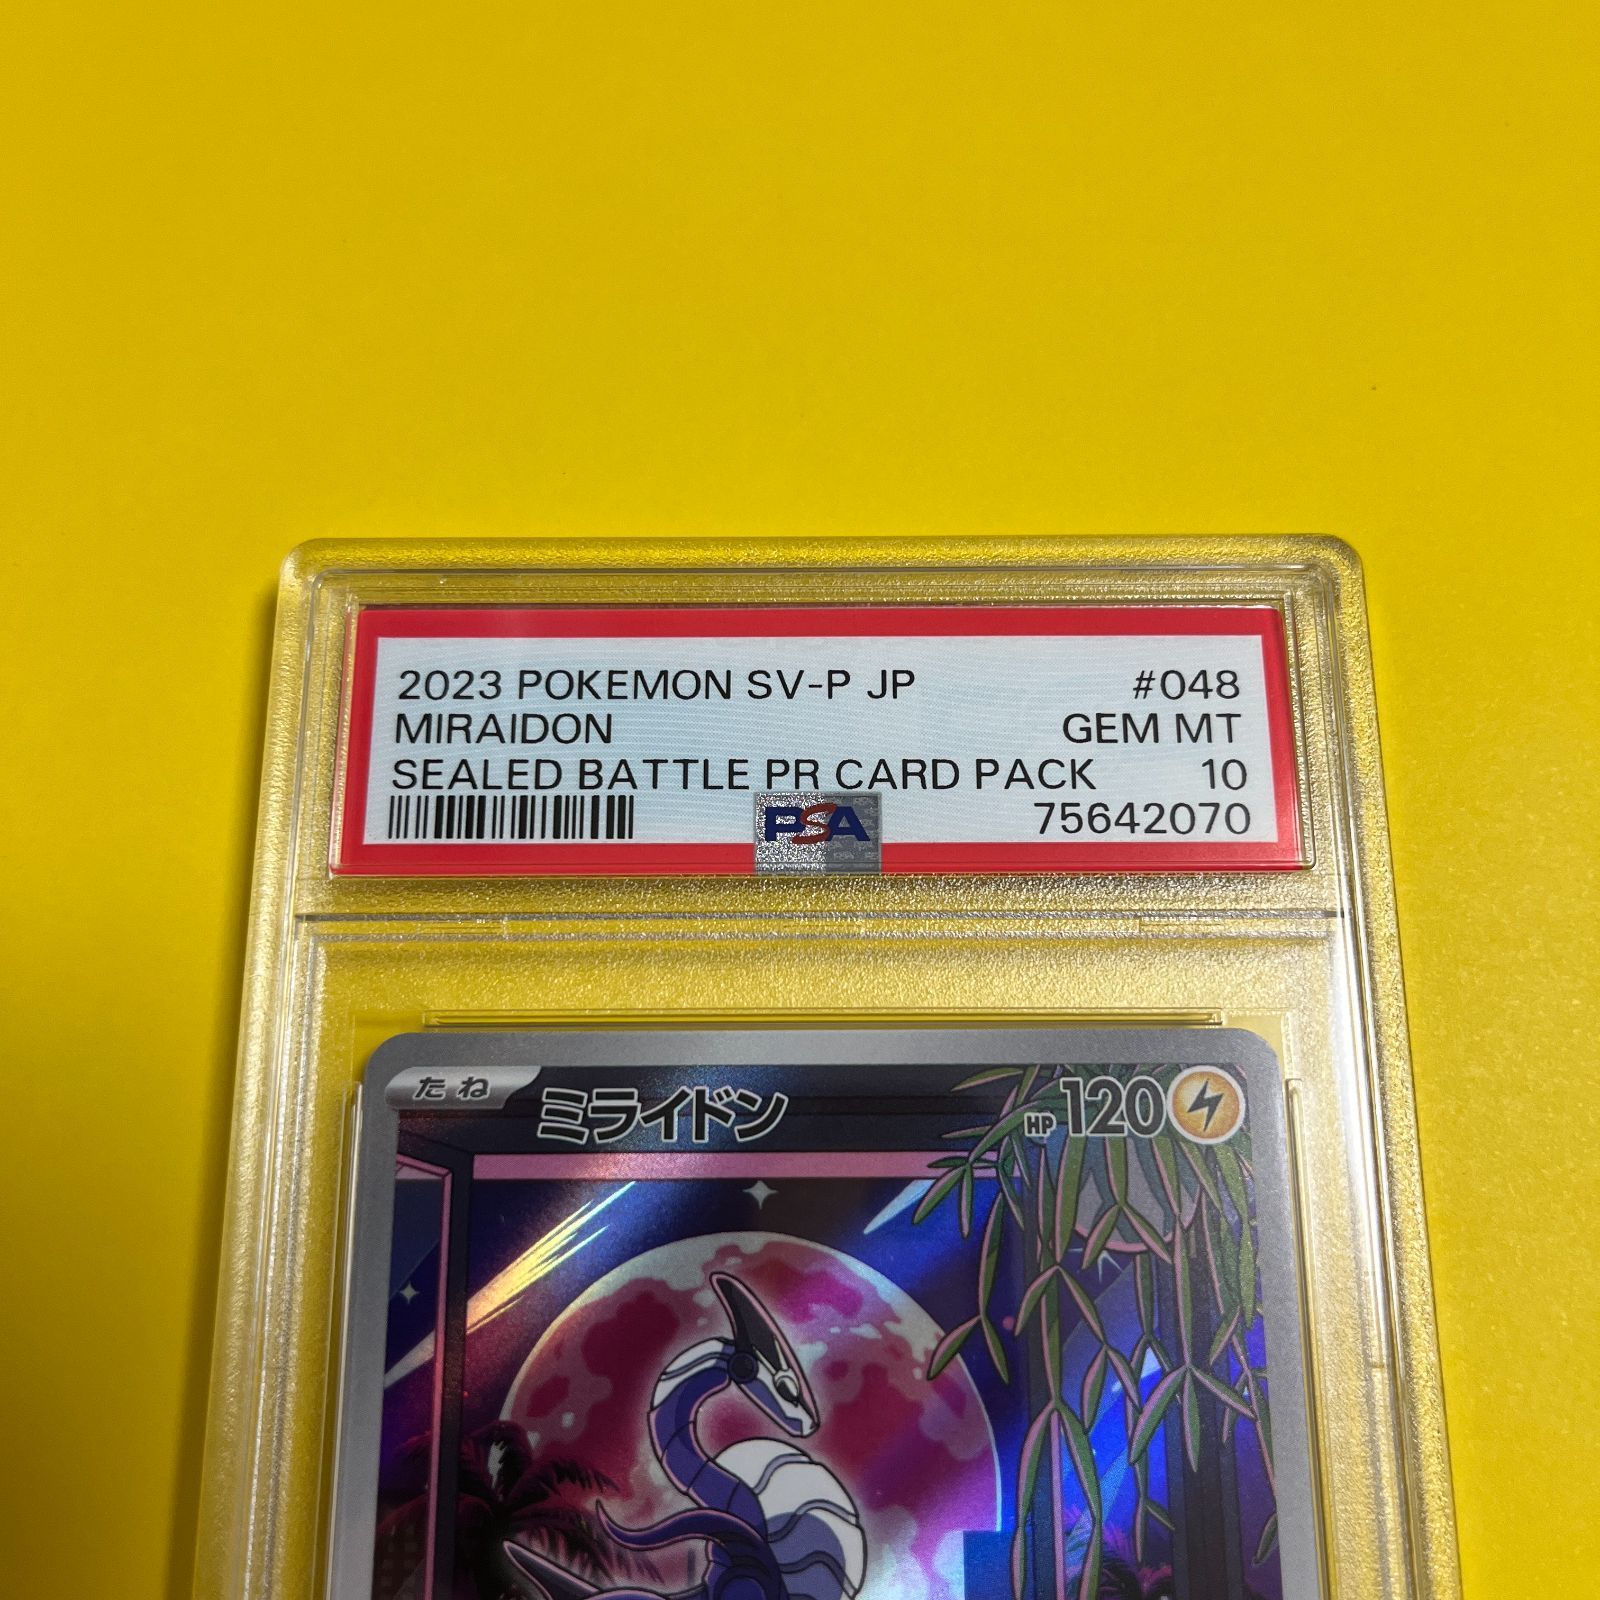 2023 POKEMON SV-P JP #048
MIRAIDON GEM MT
SEALED BATTLE PR CARD PACK 10
PSA 75642070
PSA
たね ミライドン HP 120